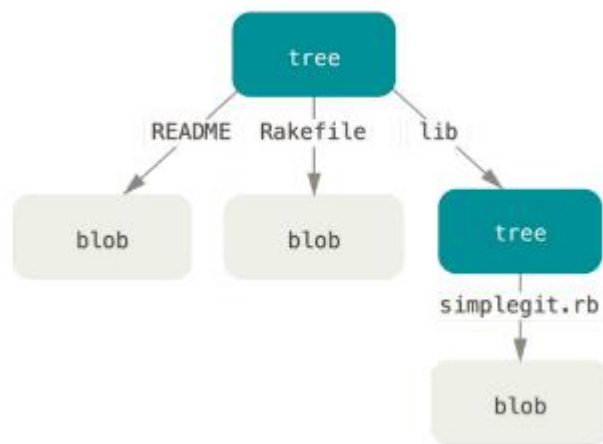 tree
README Rakefile lib
blob blob tree
simplegit.rb
blob